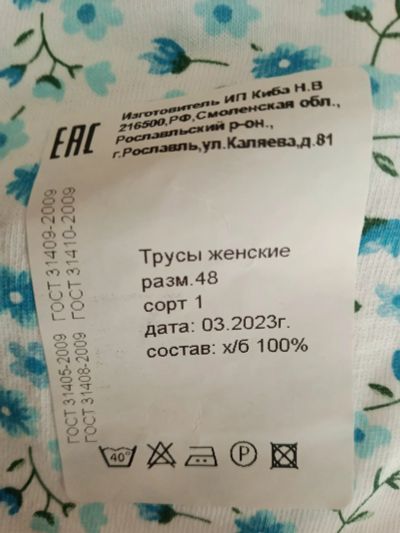 EAC
Изготовитель ИП Киба Н.В
216500,РФ,Смоленская обл.,
Рославльский р-он.,
г.Рославль,ул.Каляева,д.81
ГОСТ 31409-2009
ГОСТ 31410-2009
ГОСТ 31405-2009
ГОСТ 31408-2009
Трусы женские
разм.48
сорт 1
дата: 03.2023г.
состав: х/б 100%
40°
P